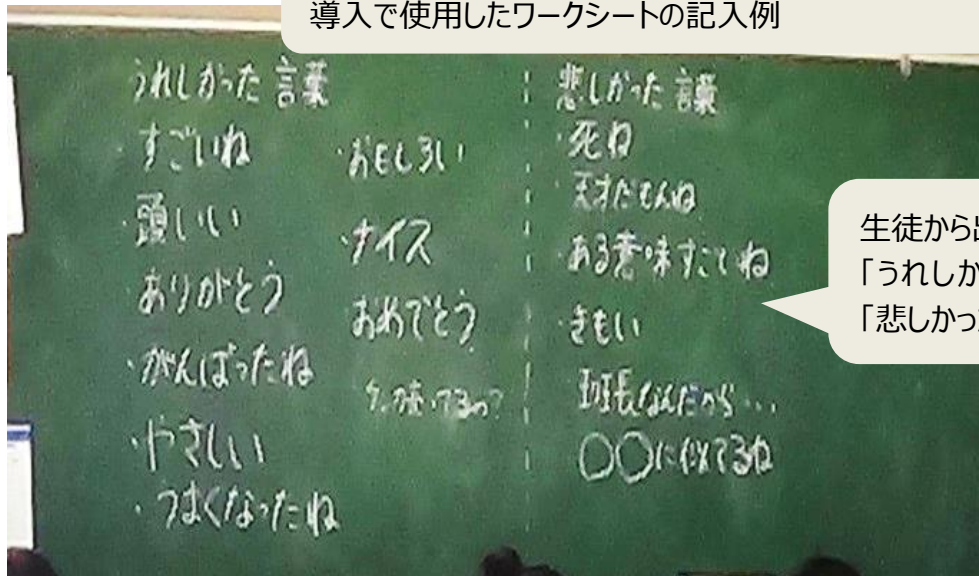 導入で使用したワークシートの記入例
うれしかった言葉
・すごいね
・頭いい
・ありがとう
・がんばったね
・やさしい
・うまくなったね
・おもしろい
・ナイス
おめでとう
悲しかった言葉
・死ね
・天才だもんね
・ある意味すごいね
・きもい
班長なんだから…
〇〇に似てるね
生徒から
「うれしか
「悲しかっ